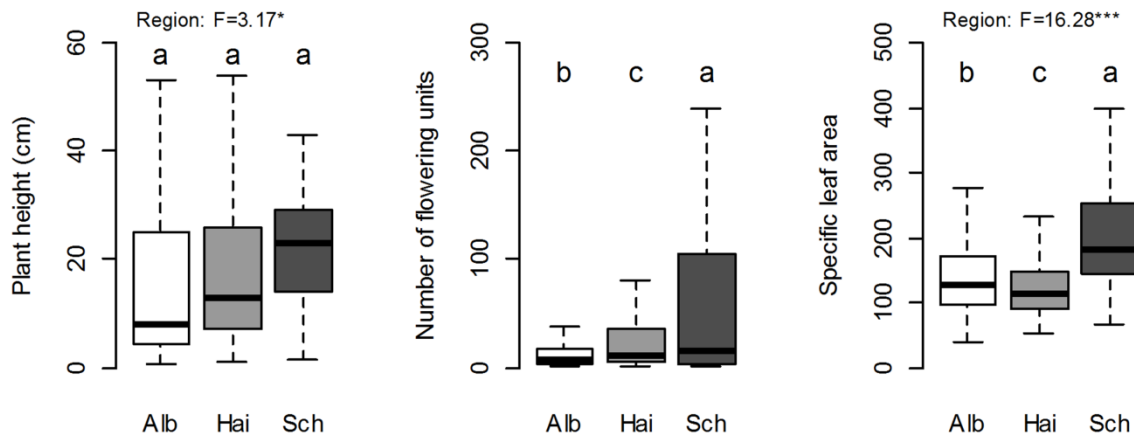 Region: F=3.17*
Plant height (cm)
60
40
20
0
a a a
Alb Hai Sch
Number of flowering units
300
200
100
0
b c a
Alb Hai Sch
Region: F=16.28***
Specific leaf area
500
400
300
200
100
0
b c a
Alb Hai Sch